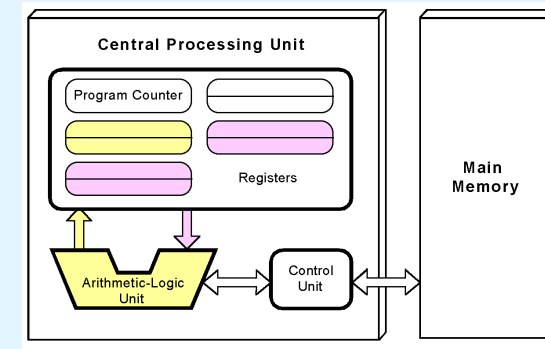 Central Processing Unit
Program Counter
Registers
Main
Memory
Arithmetic-Logic
Unit
Control
Unit